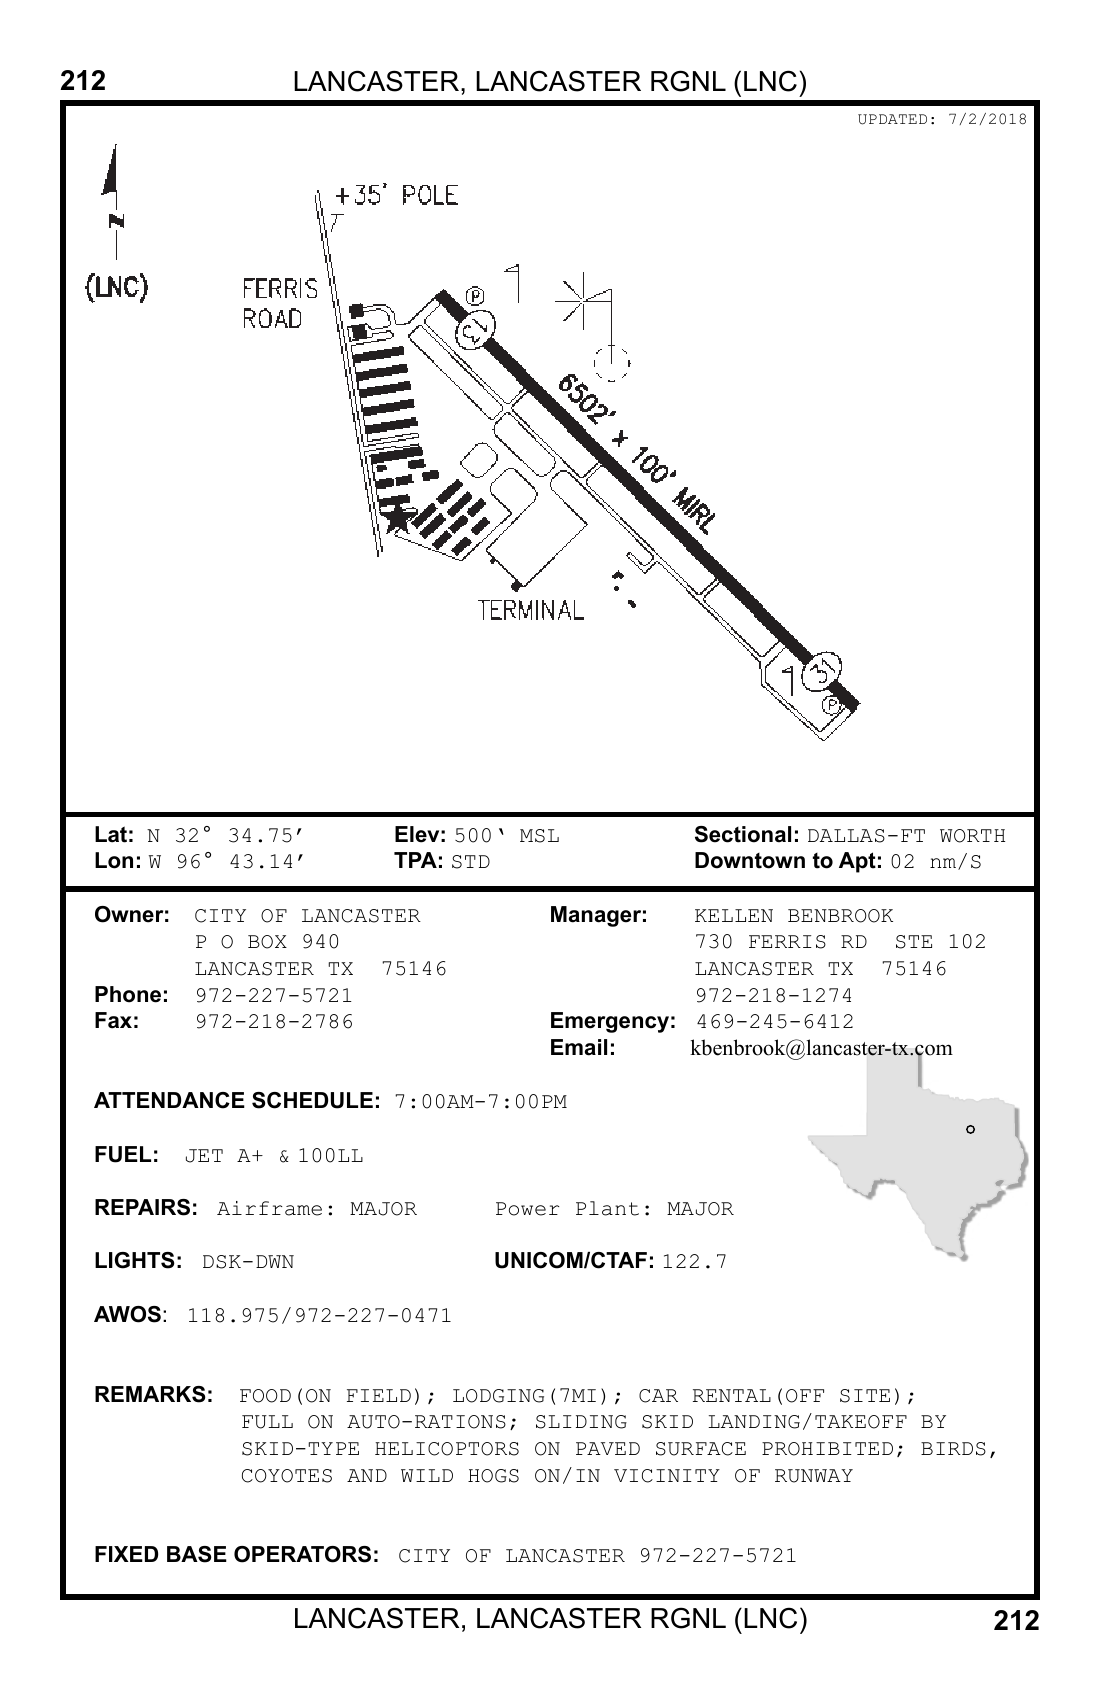 212 LANCASTER, LANCASTER RGNL (LNC)
UPDATED: 7/2/2018
+35' POLE
N
(LNC)
FERRIS
ROAD
P
13
6502' x 100' MIRL
TERMINAL
31
P
Lat: N 32° 34.75’ Elev: 500‘ MSL Sectional: DALLAS-FT WORTH
Lon: W 96° 43.14’ TPA: STD Downtown to Apt: 02 nm/S
Owner: CITY OF LANCASTER Manager: KELLEN BENBROOK
P O BOX 940 730 FERRIS RD STE 102
LANCASTER TX 75146 LANCASTER TX 75146
Phone: 972-227-5721 972-218-1274
Fax: 972-218-2786 Emergency: 469-245-6412
Email: kbenbrook@lancaster-tx.com
ATTENDANCE SCHEDULE: 7:00AM-7:00PM
FUEL: JET A+ & 100LL
REPAIRS: Airframe: MAJOR Power Plant: MAJOR
LIGHTS: DSK-DWN UNICOM/CTAF: 122.7
AWOS: 118.975/972-227-0471
REMARKS: FOOD(ON FIELD); LODGING(7MI); CAR RENTAL(OFF SITE);
FULL ON AUTO-RATIONS; SLIDING SKID LANDING/TAKEOFF BY
SKID-TYPE HELICOPTORS ON PAVED SURFACE PROHIBITED; BIRDS,
COYOTES AND WILD HOGS ON/IN VICINITY OF RUNWAY
FIXED BASE OPERATORS: CITY OF LANCASTER 972-227-5721
LANCASTER, LANCASTER RGNL (LNC) 212